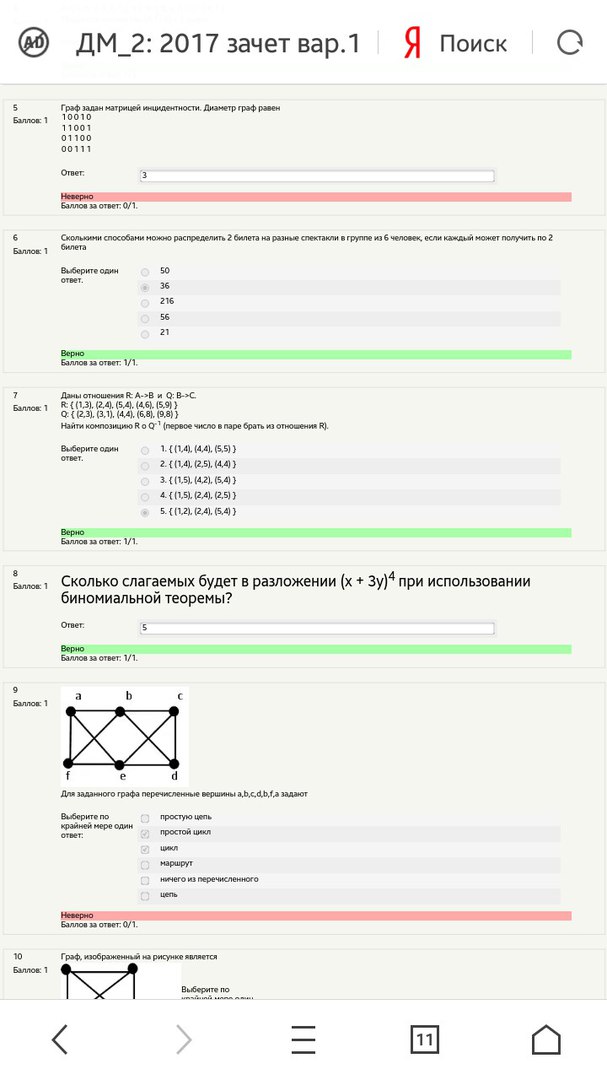 AD ДМ_2: 2017 зачет вар.1 Я Поиск
5 Граф задан матрицей инцидентности. Диаметр граф равен
Баллов: 1
1 0 0 1 0
1 1 0 0 1
0 1 1 0 0
0 0 1 1 1
Ответ: 3
Неверно
Баллов за ответ: 0/1.
6 Сколькими способами можно распределить 2 билета на разные спектакли в группе из 6 человек, если каждый может получить по 2
Баллов: 1 билета
Выберите один
ответ.
50
36
216
56
21
Верно
Баллов за ответ: 1/1.
7 Даны отношения R: A->B и Q: B->C.
Баллов: 1 R: { (1,3), (2,4), (5,4), (4,6), (5,9) }
Q: { (2,3), (3,1), (4,4), (6,8), (9,8) }
Найти композицию R o Q⁻¹ (первое число в паре брать из отношения R).
Выберите один
ответ.
1. { (1,4), (4,4), (5,5) }
2. { (1,4), (2,5), (4,4) }
3. { (1,5), (4,2), (5,4) }
4. { (1,5), (2,4), (2,5) }
5. { (1,2), (2,4), (5,4) }
Верно
Баллов за ответ: 1/1.
8
Баллов: 1
Сколько слагаемых будет в разложении (x + 3y)⁴ при использовании
биномиальной теоремы?
Ответ: 5
Верно
Баллов за ответ: 1/1.
9
Баллов: 1
a b c
f e d
Для заданного графа перечисленные вершины a,b,c,d,b,f,a задают
Выберите по
крайней мере один
ответ:
простую цепь
простой цикл
цикл
маршрут
ничего из перечисленного
цепь
Неверно
Баллов за ответ: 0/1.
10 Граф, изображенный на рисунке является
Баллов: 1
Выберите по
крайней мере один
11